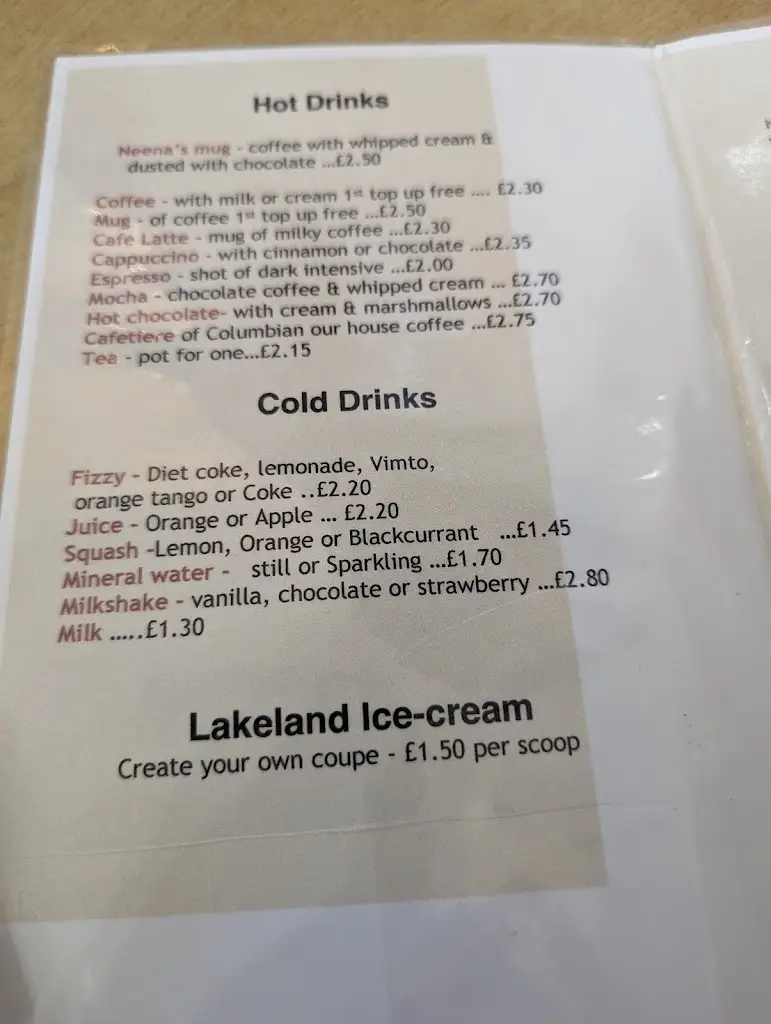 Hot Drinks
Neena's mug - coffee with whipped cream &
dusted with chocolate ...£2.50
Coffee - with milk or cream 1st top up free .... £2.30
Mug - of coffee 1st top up free ...£2.50
Cafe Latte - mug of milky coffee ...£2.30
Cappuccino - with cinnamon or chocolate ...£2.35
Espresso - shot of dark intensive ...£2.00
Mocha - chocolate coffee & whipped cream ... £2.70
Hot chocolate- with cream & marshmallows ...£2.70
Cafetiere of Columbian our house coffee ...£2.75
Tea - pot for one...£2.15
Cold Drinks
Fizzy - Diet coke, lemonade, Vimto,
orange tango or Coke ..£2.20
Juice - Orange or Apple ... £2.20
Squash -Lemon, Orange or Blackcurrant ...£1.45
Mineral water - still or Sparkling ...£1.70
Milkshake - vanilla, chocolate or strawberry ...£2.80
Milk .....£1.30
Lakeland Ice-cream
Create your own coupe - £1.50 per scoop